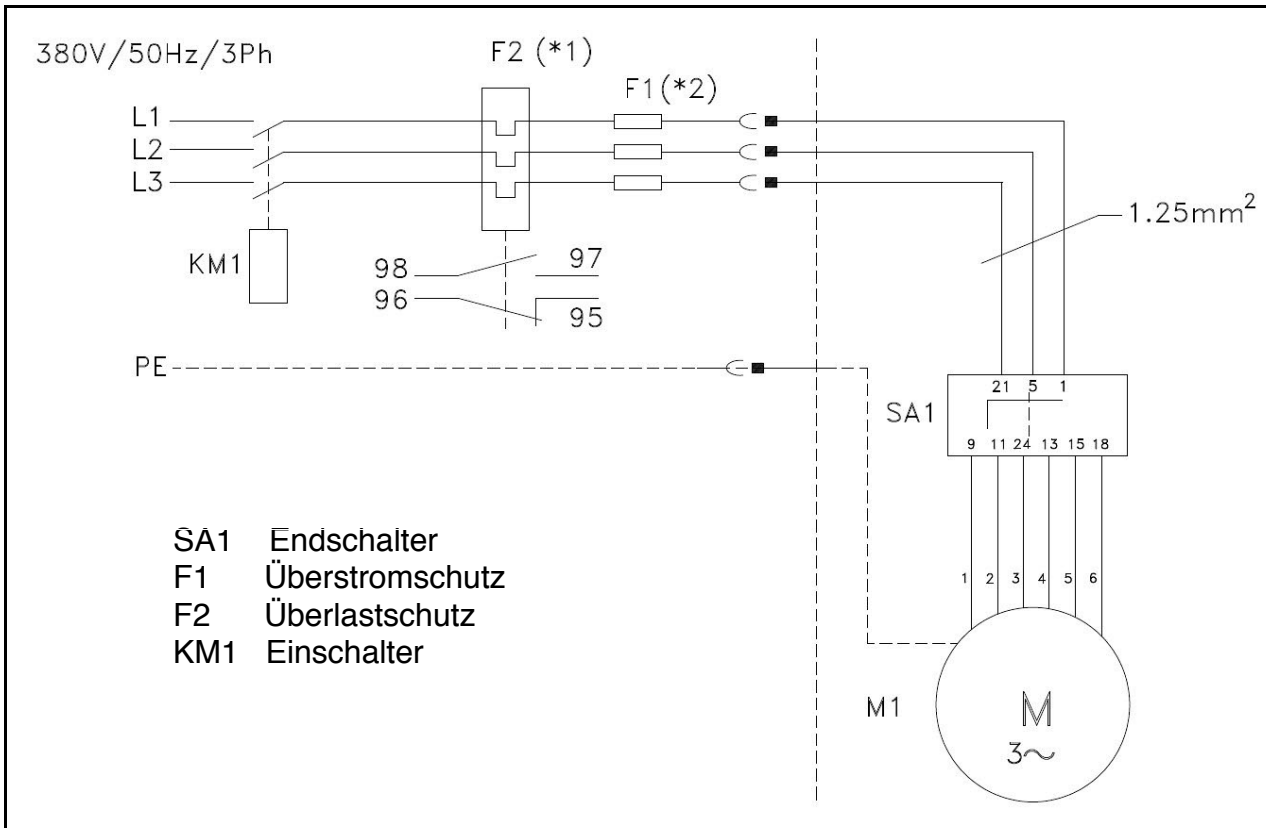 380V/50Hz/3Ph
F2 (*1)
F1(*2)
L1
L2
L3
1.25mm²
KM1
98
97
96
95
PE
21 5 1
SA1
9 11 24 13 15 18
SA1 Endschalter
F1 Überstromschutz
F2 Überlastschutz
KM1 Einschalter
1 2 3 4 5 6
M1
M
3~